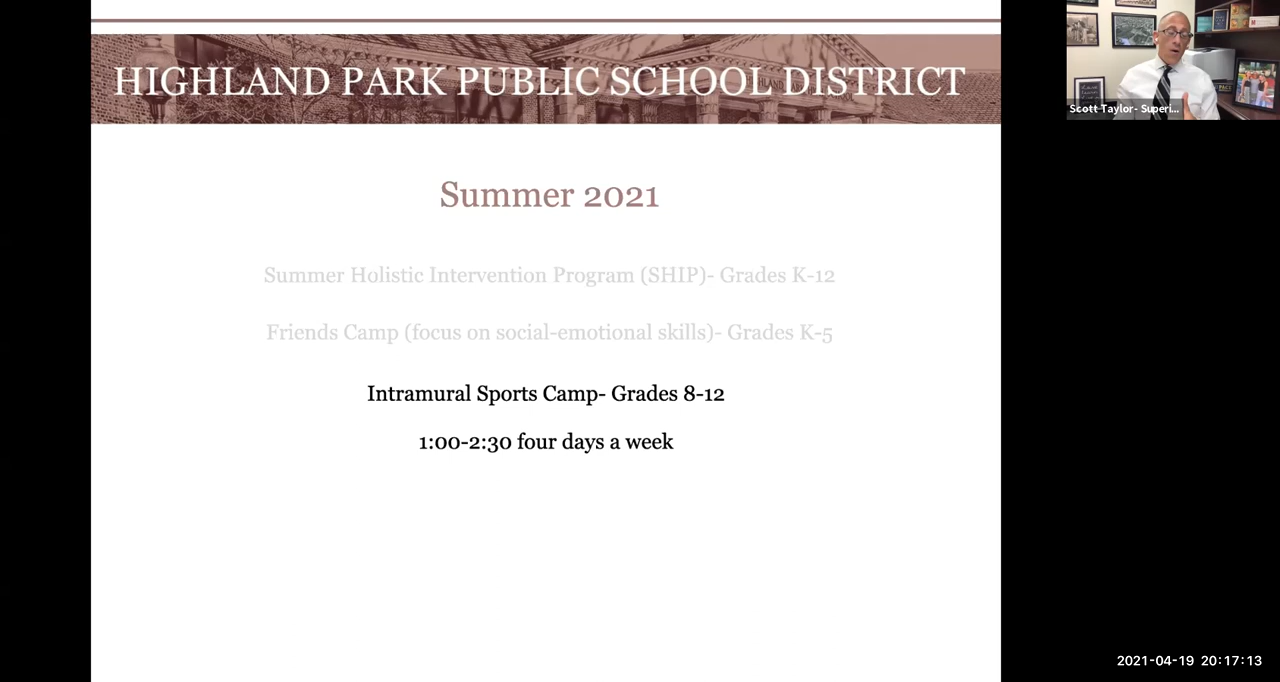 HIGHLAND PARK PUBLIC SCHOOL DISTRICT
Scott Taylor- Superi...
Summer 2021
Summer Holistic Intervention Program (SHIP)- Grades K-12
Friends Camp (focus on social-emotional skills)- Grades K-5
Intramural Sports Camp- Grades 8-12
1:00-2:30 four days a week
2021-04-19 20:17:13